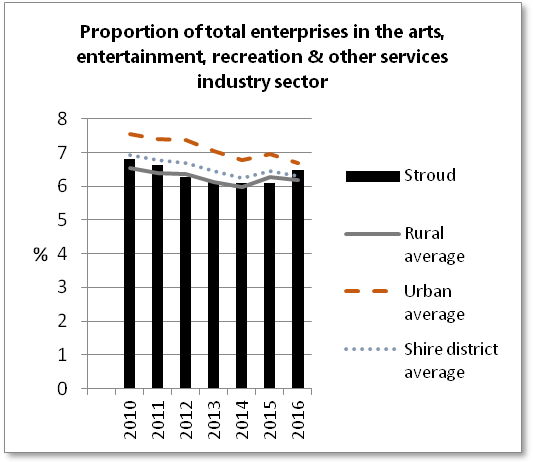 Proportion of total enterprises in the arts,
entertainment, recreation & other services
industry sector
8
7
6
5
4
3
2
1
0
%
2010
2011
2012
2013
2014
2015
2016
Stroud
Rural
average
Urban
average
Shire district
average